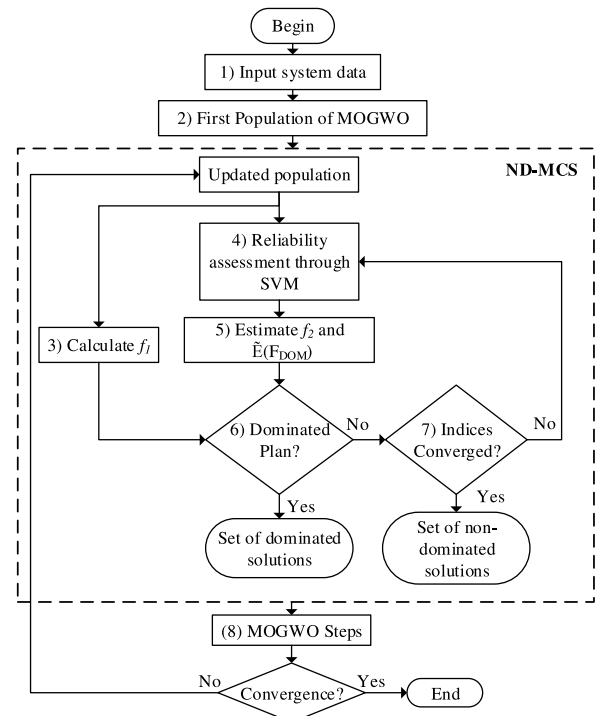 Begin
1) Input system data
2) First Population of MOGWO
ND-MCS
Updated population
4) Reliability
assessment through
SVM
3) Calculate f1
5) Estimate f2 and
Ẽ(FDOM)
6) Dominated
Plan?
No
7) Indices
Converged?
No
Yes
Yes
Set of dominated
solutions
Set of non-
dominated
solutions
(8) MOGWO Steps
No
Convergence?
Yes
End